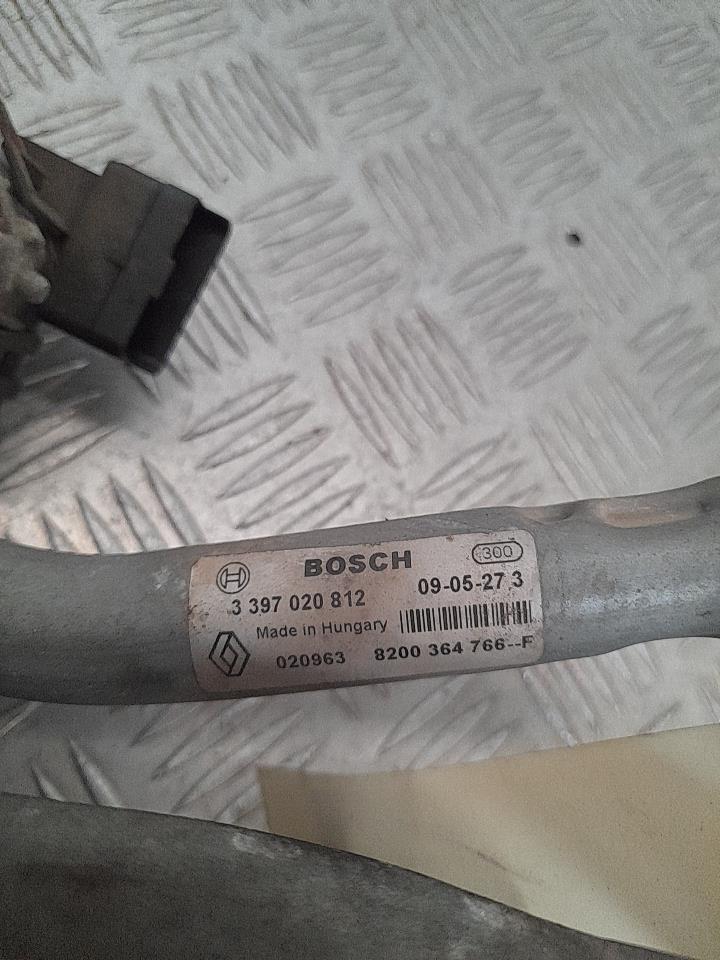 BOSCH 300
3 397 020 812 09-05-27 3
Made in Hungary
020963 8200 364 766--F